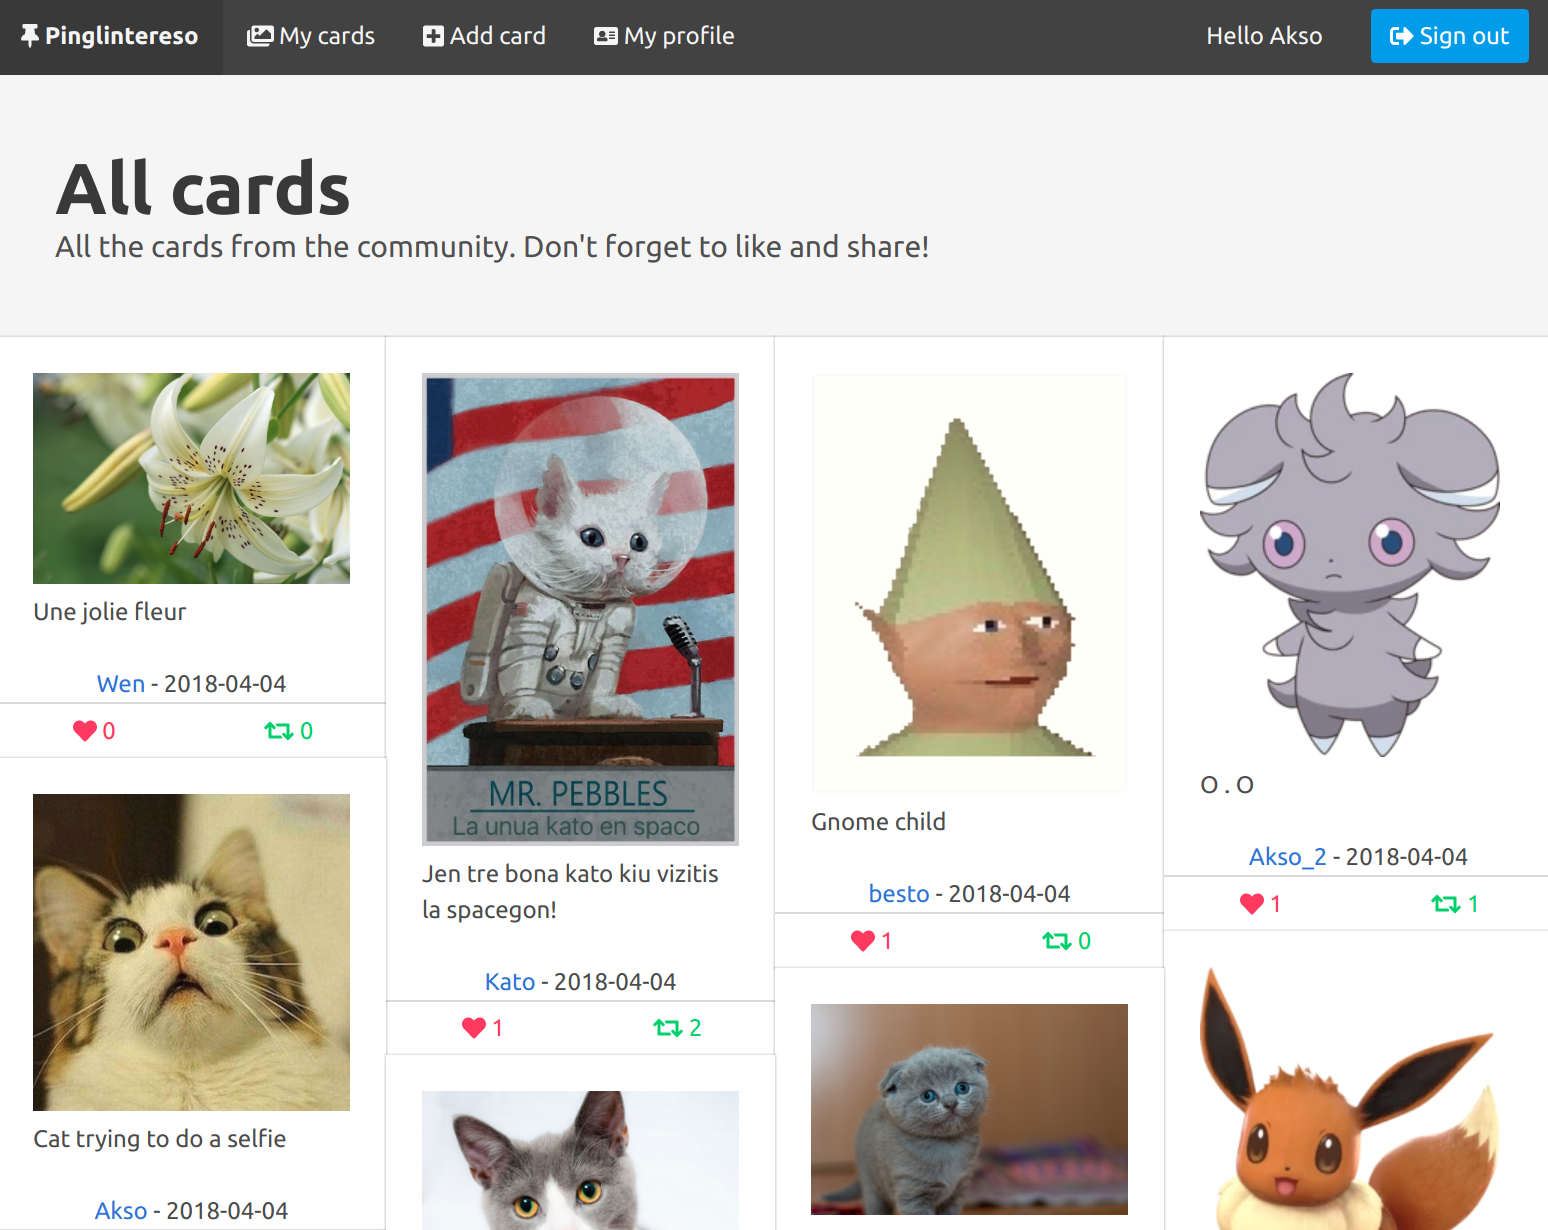 Pinglintereso My cards Add card My profile Hello Akso Sign out
All cards
All the cards from the community. Don't forget to like and share!
Une jolie fleur
Wen - 2018-04-04
0 0
Cat trying to do a selfie
Akso - 2018-04-04
MR. PEBBLES
La unua kato en spaco
Jen tre bona kato kiu vizitis
la spacegon!
Kato - 2018-04-04
1 2
Gnome child
besto - 2018-04-04
1 0
O . O
Akso_2 - 2018-04-04
1 1